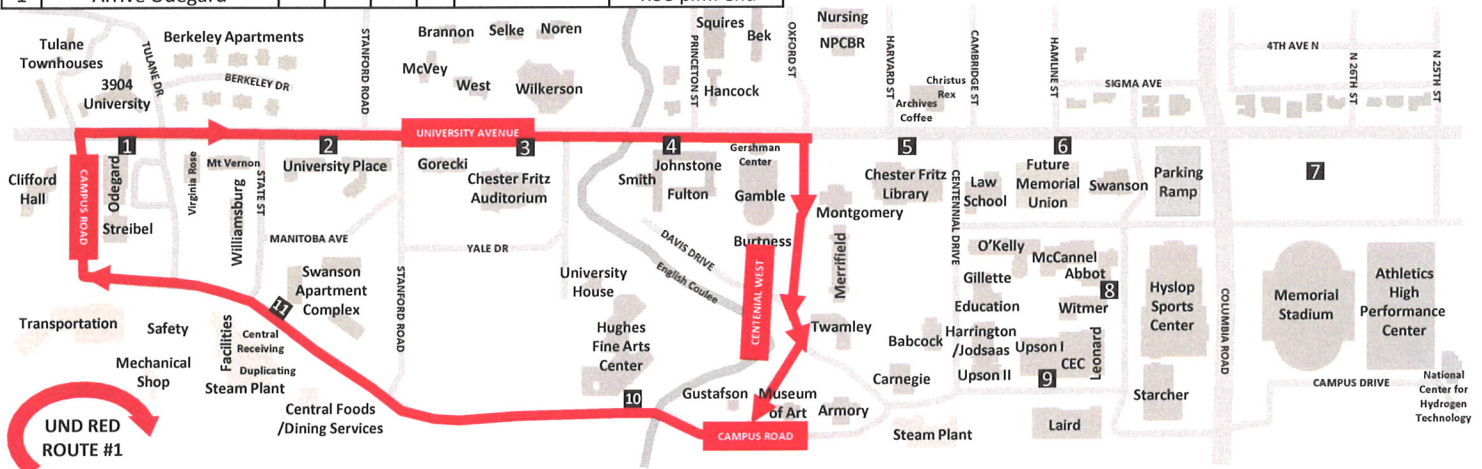 1 Arrive Odegard
Tulane
Townhouses
3904
University
TULANE DR
Berkeley Apartments
BERKELEY DR
STANFORD ROAD
Brannon
Selke
Noren
McVey
West
Wilkerson
PRINCETON ST
Squires
Bek
Hancock
OXFORD ST
Nursing
NPCBR
HARVARD ST
Christus
Rex
Archives
Coffee
CAMBRIDGE ST
HAMLINE ST
SIGMA AVE
4TH AVE N
N 26TH ST
N 25TH ST
UNIVERSITY AVENUE
1
2
3
4
5
6
7
Clifford
Hall
CAMPUS ROAD
Odegard
Streibel
Virginia Rose
Mt Vernon
Williamsburg
STATE ST
University Place
MANITOBA AVE
Gorecki
Chester Fritz
Auditorium
YALE DR
Smith
Johnstone
Fulton
Gershman
Center
Gamble
Burtness
DAVIS DRIVE
English Coulee
CENTENIAL WEST
Montgomery
Merrifield
Twamley
Chester Fritz
Library
CENTENNIAL DRIVE
Law
School
Future
Memorial
Union
Swanson
Parking
Ramp
O'Kelly
McCannel
Gillette
Abbot
8
Education
Witmer
Hyslop
Sports
Center
COLUMBIA ROAD
Memorial
Stadium
Athletics
High
Performance
Center
Transportation
Safety
Mechanical
Shop
Facilities
Central
Receiving
Duplicating
Steam Plant
11
Swanson
Apartment
Complex
STANFORD ROAD
Central Foods
/Dining Services
University
House
Hughes
Fine Arts
Center
10
Gustafson
Museum
of Art
CAMPUS ROAD
Armory
Babcock
Carnegie
Steam Plant
Harrington
/Jodsaas
Upson I
Upson II
CEC
Leonard
9
Laird
Starcher
CAMPUS DRIVE
National
Center for
Hydrogen
Technology
UND RED
ROUTE #1